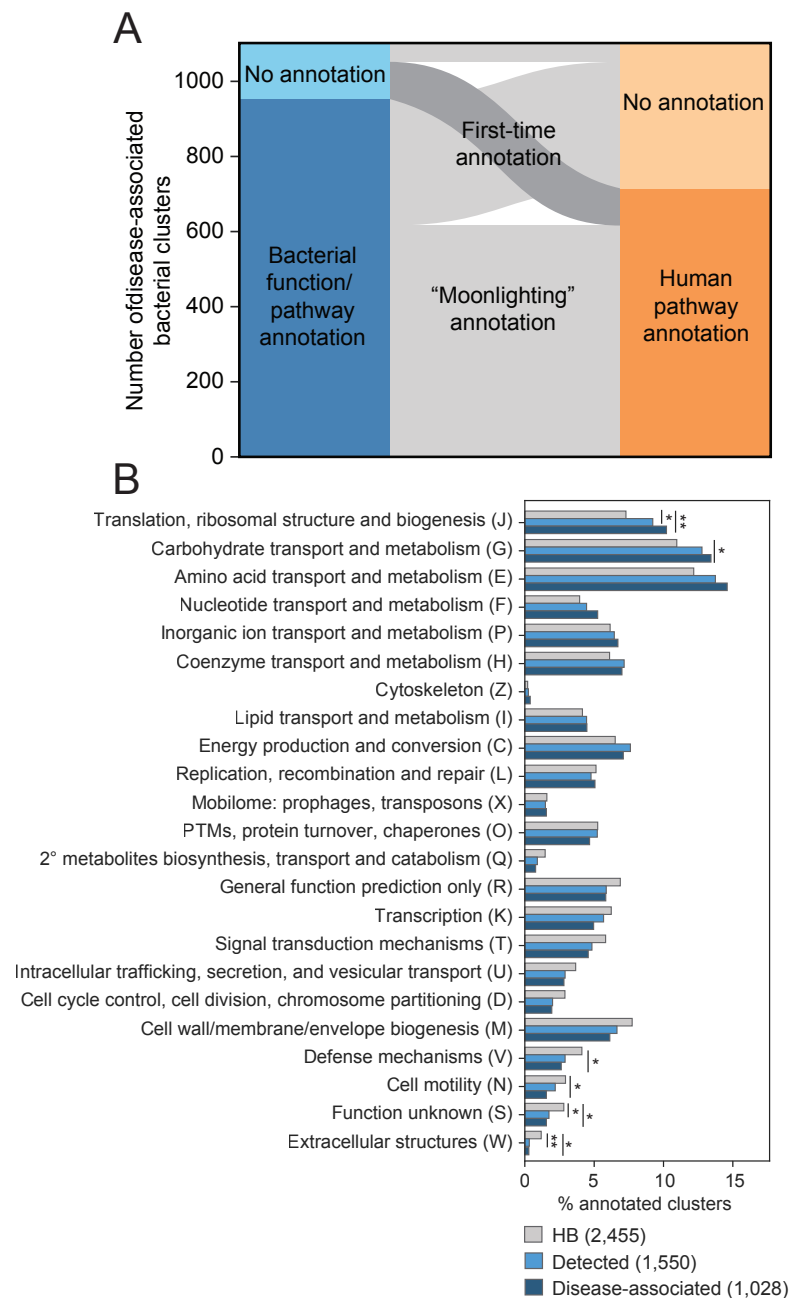 A
Number ofdisease-associated
bacterial clusters
1000
800
600
400
200
0
No annotation
Bacterial
function/
pathway
annotation
First-time
annotation
“Moonlighting”
annotation
No annotation
Human
pathway
annotation
B
Translation, ribosomal structure and biogenesis (J)
* **
Carbohydrate transport and metabolism (G)
*
Amino acid transport and metabolism (E)
Nucleotide transport and metabolism (F)
Inorganic ion transport and metabolism (P)
Coenzyme transport and metabolism (H)
Cytoskeleton (Z)
Lipid transport and metabolism (I)
Energy production and conversion (C)
Replication, recombination and repair (L)
Mobilome: prophages, transposons (X)
PTMs, protein turnover, chaperones (O)
2° metabolites biosynthesis, transport and catabolism (Q)
General function prediction only (R)
Transcription (K)
Signal transduction mechanisms (T)
Intracellular trafficking, secretion, and vesicular transport (U)
Cell cycle control, cell division, chromosome partitioning (D)
Cell wall/membrane/envelope biogenesis (M)
Defense mechanisms (V)
*
Cell motility (N)
*
Function unknown (S)
* *
Extracellular structures (W)
** *
0 5 10 15
% annotated clusters
HB (2,455)
Detected (1,550)
Disease-associated (1,028)